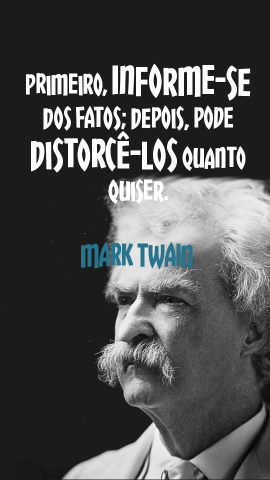 PRIMEIRO, INFORME-SE
DOS FATOS; DEPOIS, PODE
DISTORCÊ-LOS QUANTO
QUISER.
MARK TWAIN